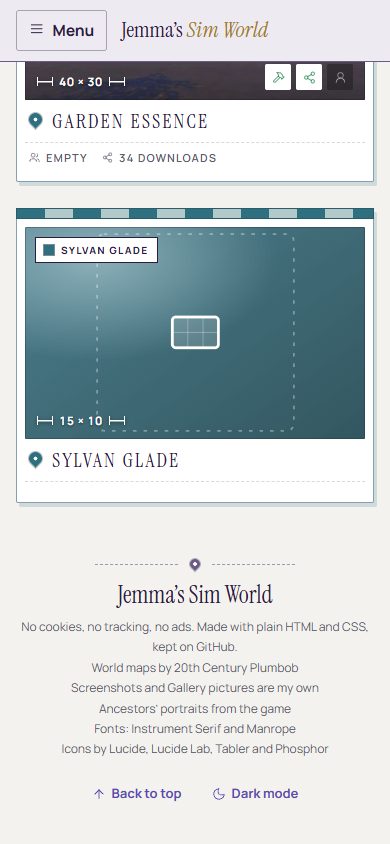 Menu
Jemma's Sim World
40 × 30
GARDEN ESSENCE
EMPTY
34 DOWNLOADS
SYLVAN GLADE
15 × 10
SYLVAN GLADE
Jemma's Sim World
No cookies, no tracking, no ads. Made with plain HTML and CSS,
kept on GitHub.
World maps by 20th Century Plumbob
Screenshots and Gallery pictures are my own
Ancestors' portraits from the game
Fonts: Instrument Serif and Manrope
Icons by Lucide, Lucide Lab, Tabler and Phosphor
Back to top
Dark mode